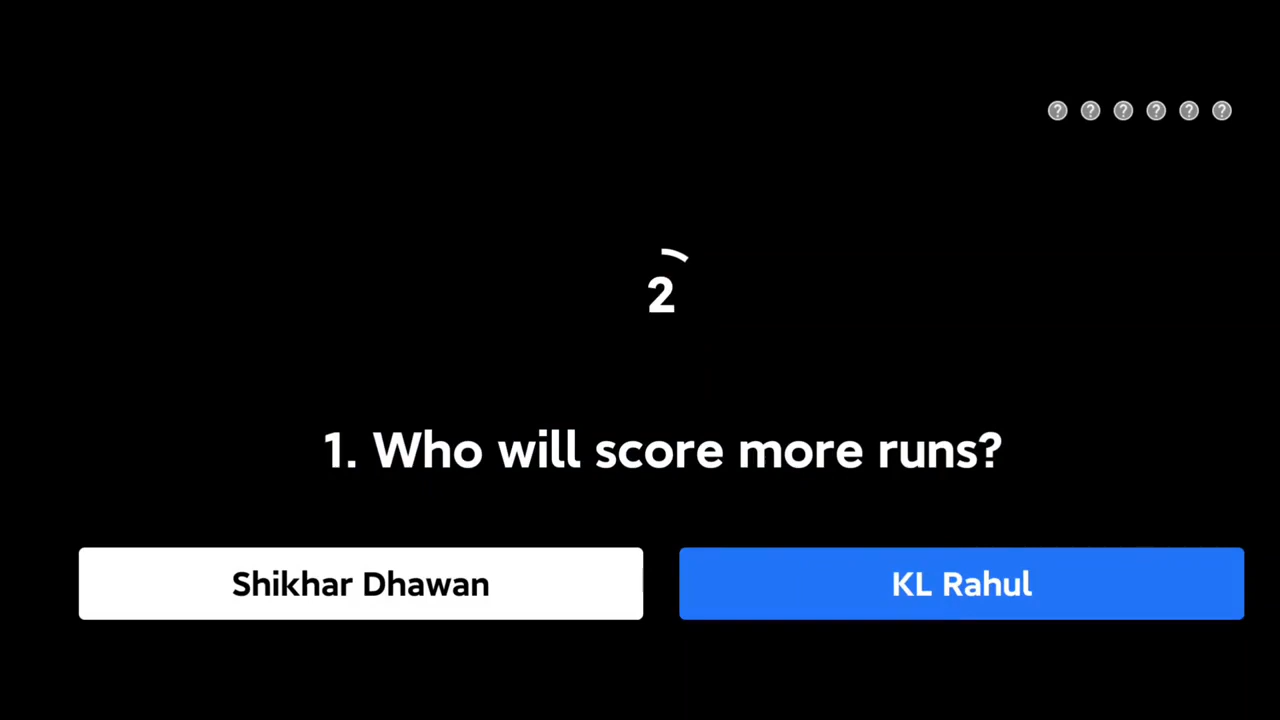 ? ? ? ? ? ?
2
1. Who will score more runs?
Shikhar Dhawan
KL Rahul